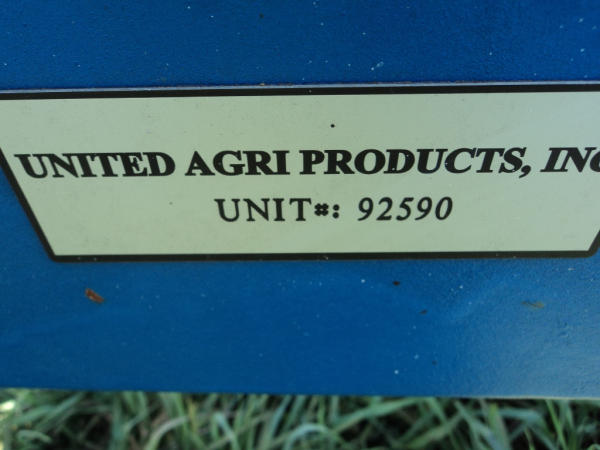 UNITED AGRI PRODUCTS, INC
UNIT#: 92590